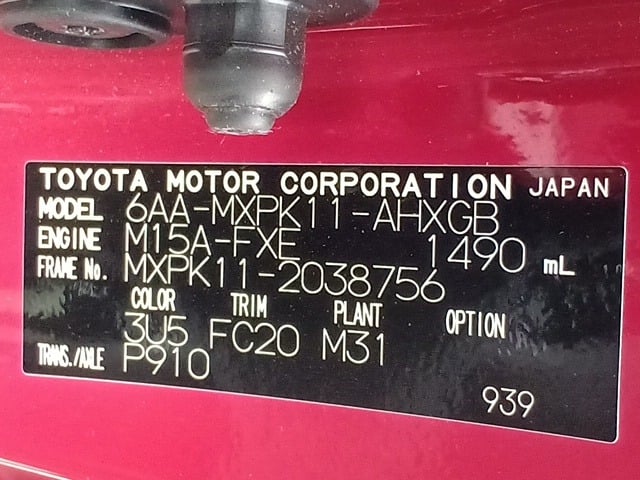 TOYOTA MOTOR CORPORATION JAPAN
MODEL 6AA-MXPK11-AHXGB
ENGINE M15A-FXE 1490 mL
FRAME No. MXPK11-2038756
COLOR TRIM PLANT OPTION
3U5 FC20 M31
TRANS./AXLE P910
939